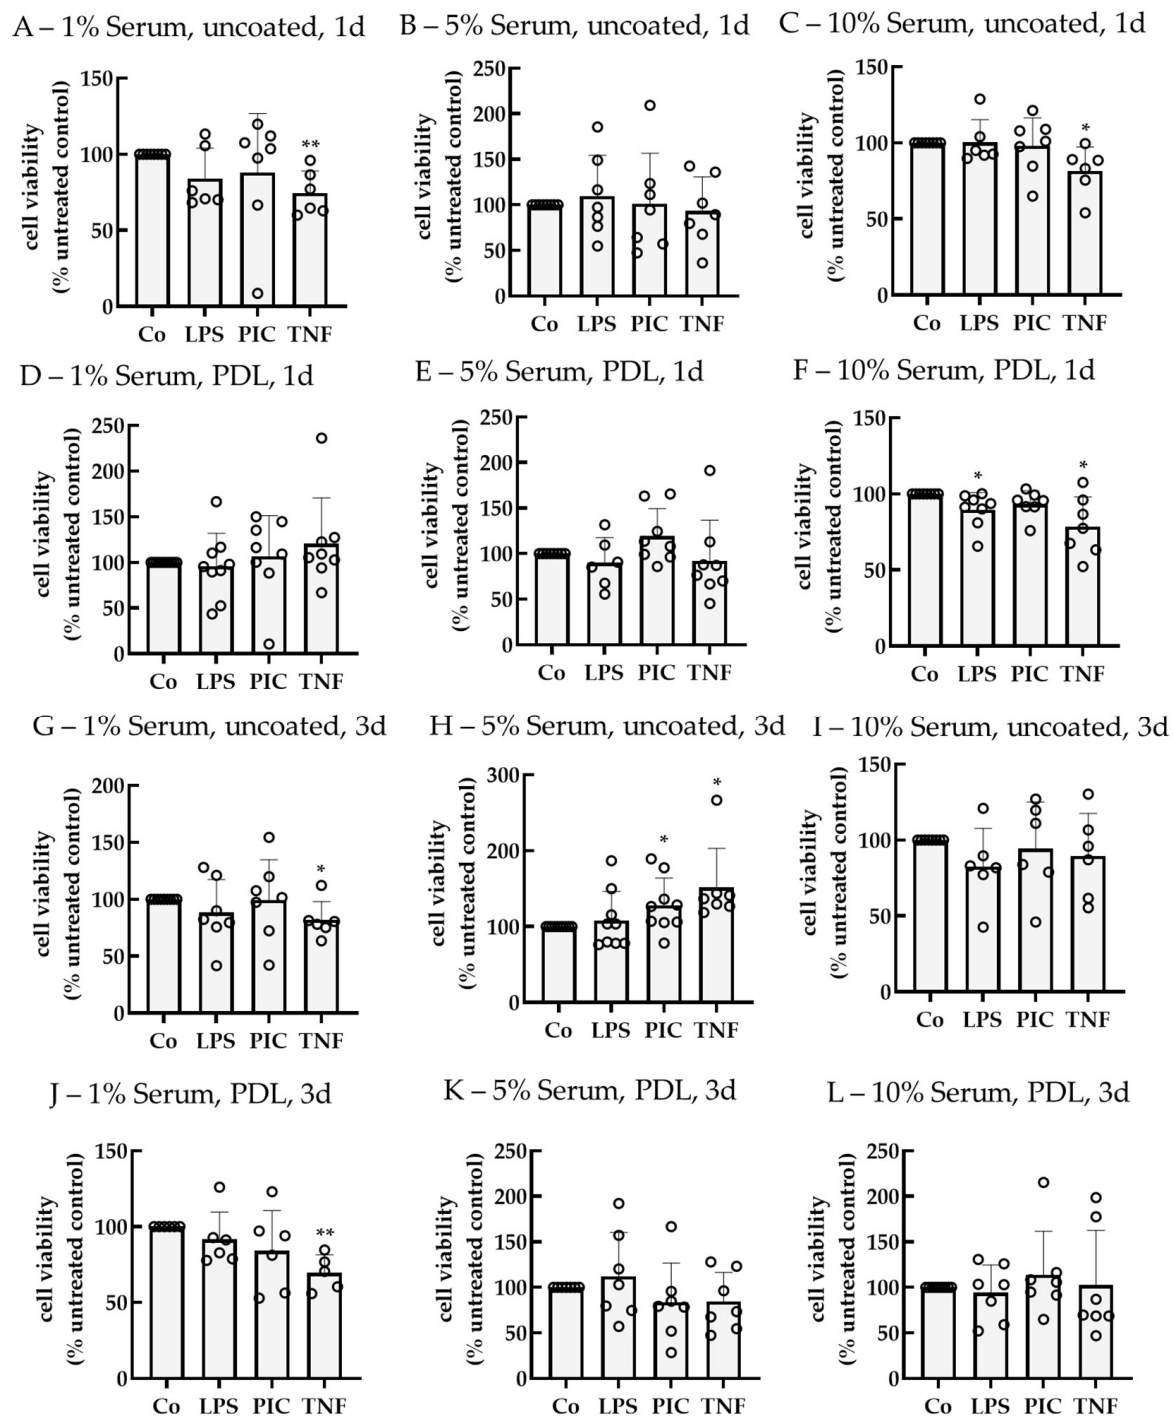 A – 1% Serum, uncoated, 1d
cell viability
(% untreated control)
150
100
50
0
**
Co LPS PIC TNF
B – 5% Serum, uncoated, 1d
cell viability
(% untreated control)
250
200
150
100
50
0
Co LPS PIC TNF
C – 10% Serum, uncoated, 1d
cell viability
(% untreated control)
150
100
50
0
*
Co LPS PIC TNF
D – 1% Serum, PDL, 1d
cell viability
(% untreated control)
250
200
150
100
50
0
Co LPS PIC TNF
E – 5% Serum, PDL, 1d
cell viability
(% untreated control)
250
200
150
100
50
0
Co LPS PIC TNF
F – 10% Serum, PDL, 1d
cell viability
(% untreated control)
150
100
50
0
* *
Co LPS PIC TNF
G – 1% Serum, uncoated, 3d
cell viability
(% untreated control)
200
150
100
50
0
*
Co LPS PIC TNF
H – 5% Serum, uncoated, 3d
cell viability
(% untreated control)
300
200
100
0
* *
Co LPS PIC TNF
I – 10% Serum, uncoated, 3d
cell viability
(% untreated control)
150
100
50
0
Co LPS PIC TNF
J – 1% Serum, PDL, 3d
cell viability
(% untreated control)
150
100
50
0
**
Co LPS PIC TNF
K – 5% Serum, PDL, 3d
cell viability
(% untreated control)
250
200
150
100
50
0
Co LPS PIC TNF
L – 10% Serum, PDL, 3d
cell viability
(% untreated control)
250
200
150
100
50
0
Co LPS PIC TNF